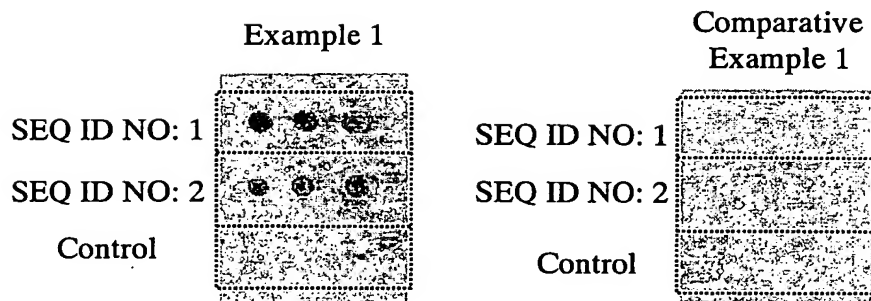 Example 1
SEQ ID NO: 1
SEQ ID NO: 2
Control
Comparative
Example 1
SEQ ID NO: 1
SEQ ID NO: 2
Control